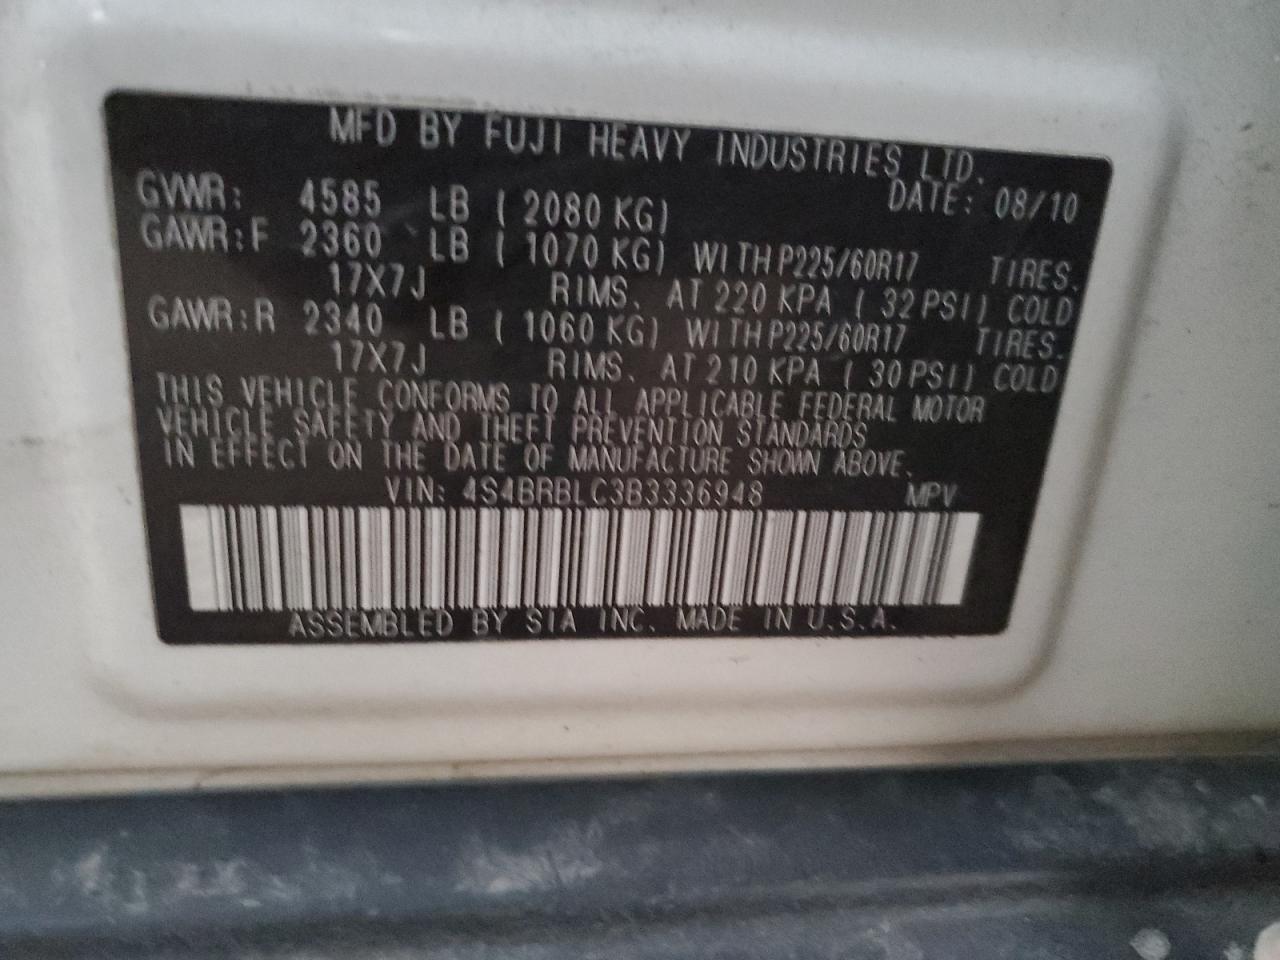 MFD BY FUJI HEAVY INDUSTRIES LTD.
DATE: 08/10
GVWR: 4585 LB ( 2080 KG)
GAWR:F 2360 LB ( 1070 KG) WITH P225/60R17 TIRES.
17X7J RIMS. AT 220 KPA ( 32 PSI) COLD
GAWR:R 2340 LB ( 1060 KG) WITH P225/60R17 TIRES.
17X7J RIMS. AT 210 KPA ( 30 PSI) COLD
THIS VEHICLE CONFORMS TO ALL APPLICABLE FEDERAL MOTOR
VEHICLE SAFETY AND THEFT PREVENTION STANDARDS
IN EFFECT ON THE DATE OF MANUFACTURE SHOWN ABOVE.
VIN: 4S4BRBLC3B3336948 MPV
ASSEMBLED BY SIA INC. MADE IN U.S.A.